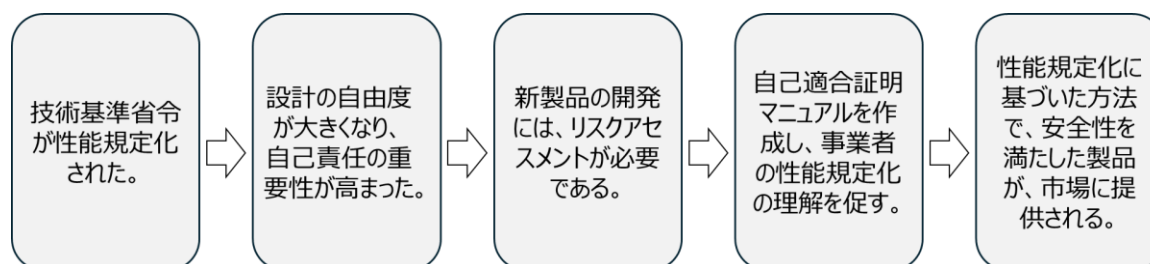 技術基準省令
が性能規定化
された。
設計の自由度
が大きくなり、
自己責任の重
要性が高まった。
新製品の開発
には、リスクアセ
スメントが必要
である。
自己適合証明
マニュアルを作
成し、事業者
の性能規定化
の理解を促す。
性能規定化に
基づいた方法
で、安全性を
満たした製品
が、市場に提
供される。